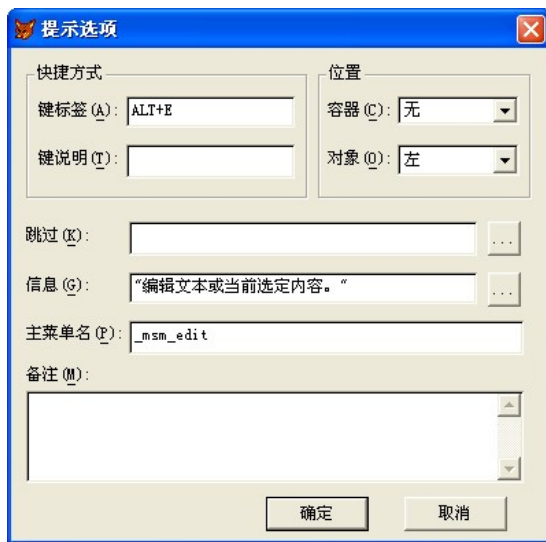 提示选项
快捷方式
键标签(A): ALT+E
键说明(T):
位置
容器(C): 无
对象(O): 左
跳过(K):
...
信息(G): "编辑文本或当前选定内容。"
...
主菜单名(P): _msm_edit
备注(M):
确定 取消